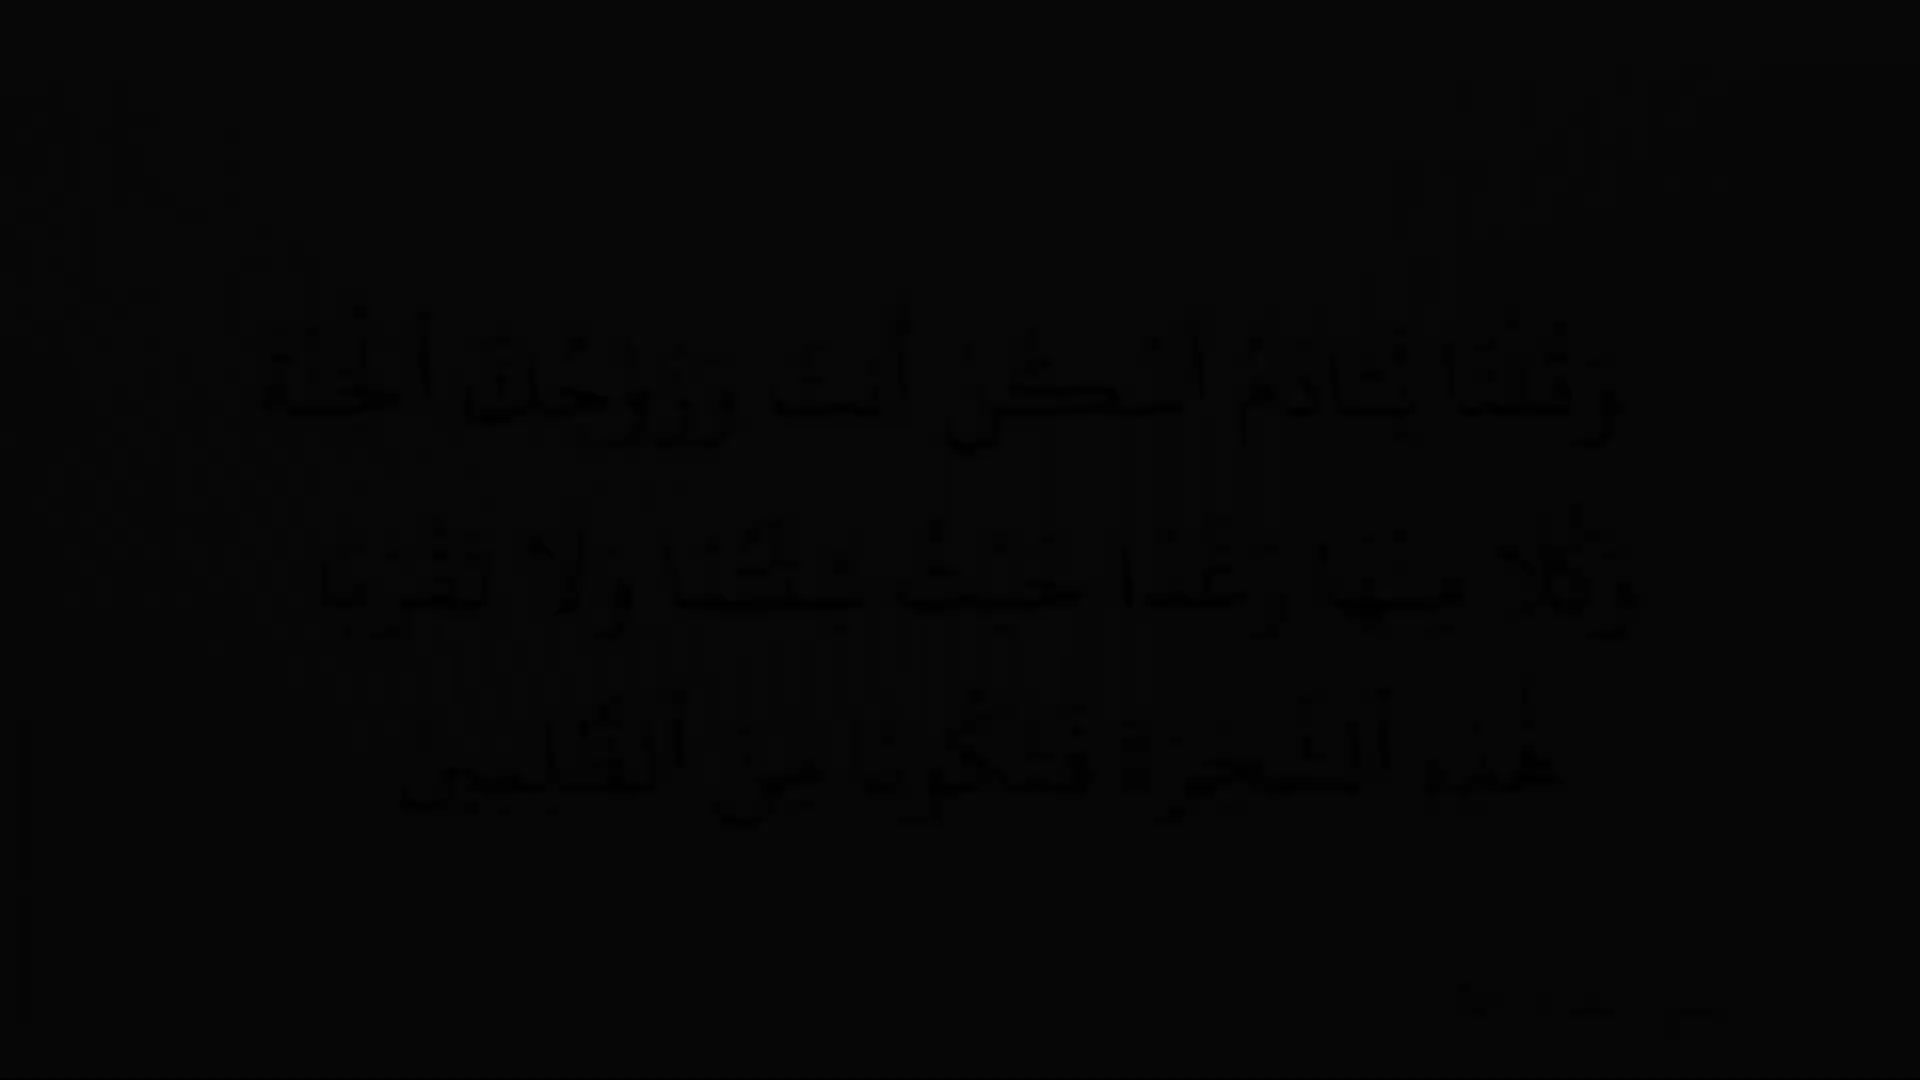 وَقُلْنَا يَـٰٓـَٔادَمُ ٱسْكُنْ أَنتَ وَزَوْجُكَ ٱلْجَنَّةَ
وَكُلَا مِنْهَا رَغَدًا حَيْثُ شِئْتُمَا وَلَا تَقْرَبَا
هَـٰذِهِ ٱلشَّجَرَةَ فَتَكُونَا مِنَ ٱلظَّـٰلِمِينَ